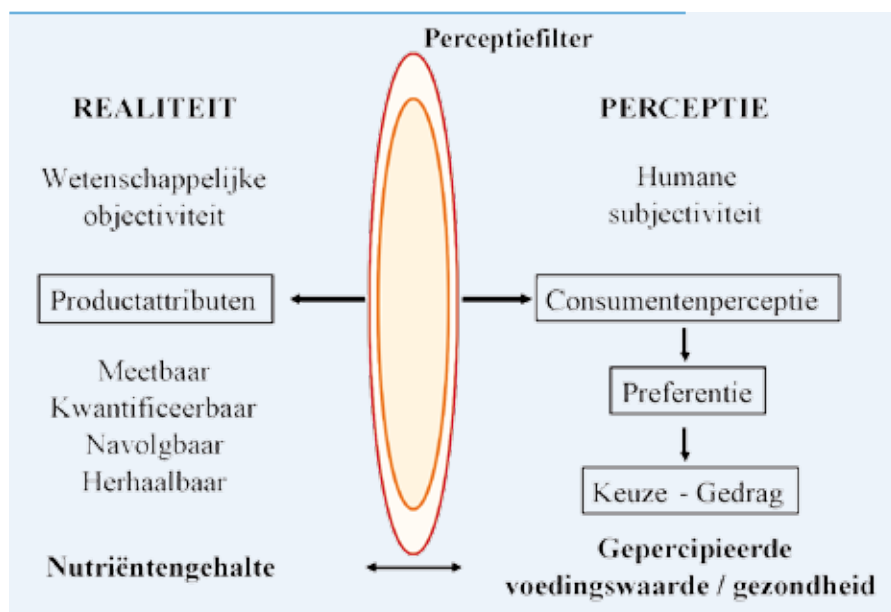 Perceptiefilter
REALITEIT
Wetenschappelijke
objectiviteit
Productattributen
Meetbaar
Kwantificeerbaar
Navolgbaar
Herhaalbaar
Nutriëntengehalte
PERCEPTIE
Humane
subjectiviteit
Consumentenperceptie
Preferentie
Keuze - Gedrag
Gepercipieerde
voedingswaarde / gezondheid